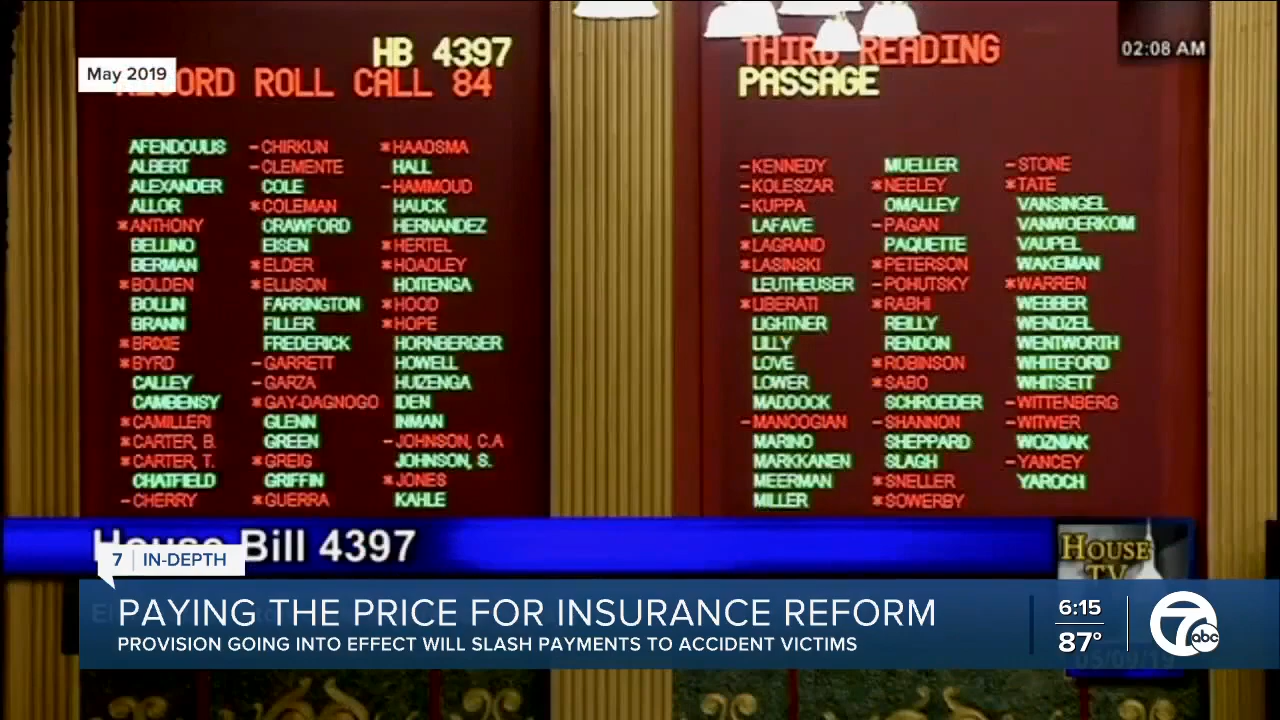 May 2019
HB 4397
RECORD ROLL CALL 84
AFENDOULIS -CHIRKUN *HAADSMA
ALBERT -CLEMENTE HALL
ALEXANDER COLE -HAMMOUD
ALLOR *COLEMAN HAUCK
*ANTHONY CRAWFORD HERNANDEZ
BELLINO EISEN *HERTEL
BERMAN *ELDER *HOADLEY
*BOLDEN *ELLISON HOITENGA
BOLLIN FARRINGTON *HOOD
BRANN FILLER *HOPE
*BRIXIE FREDERICK HORNBERGER
*BYRD -GARRETT HOWELL
CALLEY -GARZA HUIZENGA
CAMBENSY *GAY-DAGNOGO IDEN
*CAMILLERI GLENN INMAN
*CARTER, B. GREEN -JOHNSON, C.A
*CARTER, T. *GREIG JOHNSON, S.
CHATFIELD GRIFFIN *JONES
-CHERRY *GUERRA KAHLE
THIRD READING
PASSAGE
02:08 AM
-KENNEDY MUELLER -STONE
-KOLESZAR *NEELEY *TATE
-KUPPA OMALLEY VANSINGEL
LAFAVE -PAGAN VANWOERKOM
*LAGRAND PAQUETTE VAUPEL
*LASINSKI *PETERSON WAKEMAN
LEUTHEUSER -POHUTSKY *WARREN
*LIBERATI *RABHI WEBBER
LIGHTNER REILLY WENDZEL
LILLY RENDON WENTWORTH
LOVE *ROBINSON WHITEFORD
LOWER *SABO WHITSETT
MADDOCK SCHROEDER -WITTENBERG
-MANOOGIAN -SHANNON -WITWER
MARINO SHEPPARD WOZNIAK
MARKKANEN SLAGH -YANCEY
MEERMAN *SNELLER YAROCH
MILLER *SOWERBY
House Bill 4397
HOUSE
TV
7 | IN-DEPTH
PAYING THE PRICE FOR INSURANCE REFORM
PROVISION GOING INTO EFFECT WILL SLASH PAYMENTS TO ACCIDENT VICTIMS
6:15
87°
7 abc
05/09/19